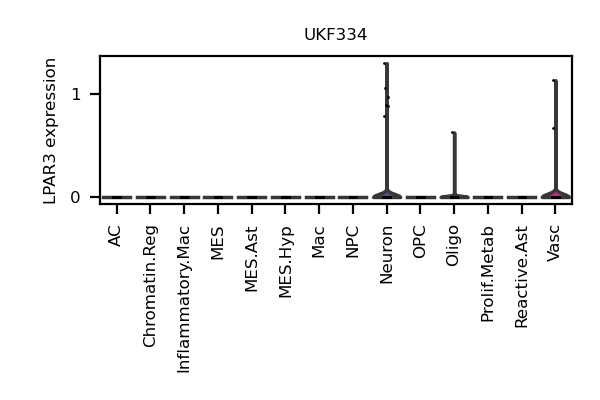 UKF334
LPAR3 expression
1
0
AC
Chromatin.Reg
Inflammatory.Mac
MES
MES.Ast
MES.Hyp
Mac
NPC
Neuron
OPC
Oligo
Prolif.Metab
Reactive.Ast
Vasc